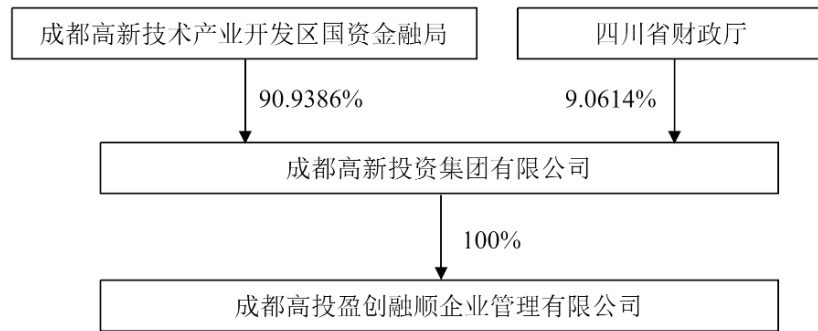 成都高新技术产业开发区国资金融局
四川省财政厅
90.9386%
9.0614%
成都高新投资集团有限公司
100%
成都高投盈创融顺企业管理有限公司